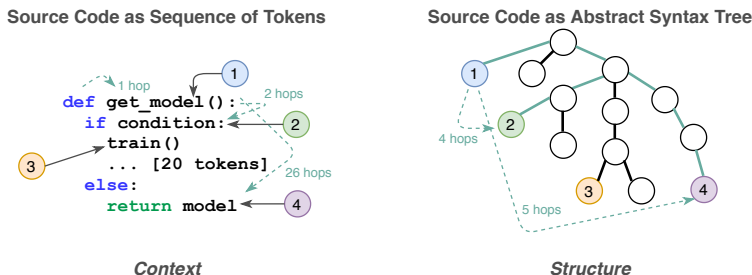 Source Code as Sequence of Tokens
1 hop
1
2 hops
def get_model():
if condition:
2
train()
3
... [20 tokens]
26 hops
else:
return model
4
Context
Source Code as Abstract Syntax Tree
1
4 hops
2
3
4
5 hops
Structure